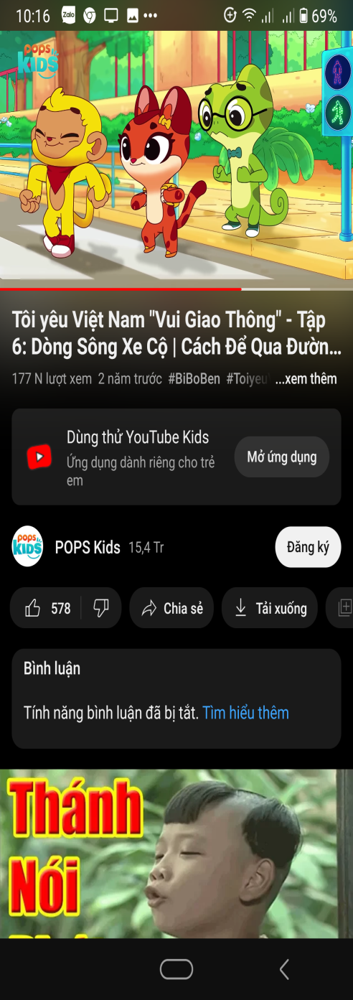 10:16
Zalo
69%
POPS
KIDS
Tôi yêu Việt Nam "Vui Giao Thông" - Tập
6: Dòng Sông Xe Cộ | Cách Để Qua Đườn...
177 N lượt xem 2 năm trước #BiBoBen #Toiyeu ...xem thêm
Dùng thử YouTube Kids
Ứng dụng dành riêng cho trẻ
em
Mở ứng dụng
POPS
KIDS
POPS Kids 15,4 Tr
Đăng ký
578
Chia sẻ
Tải xuống
Bình luận
Tính năng bình luận đã bị tắt. Tìm hiểu thêm
Thánh
Nói